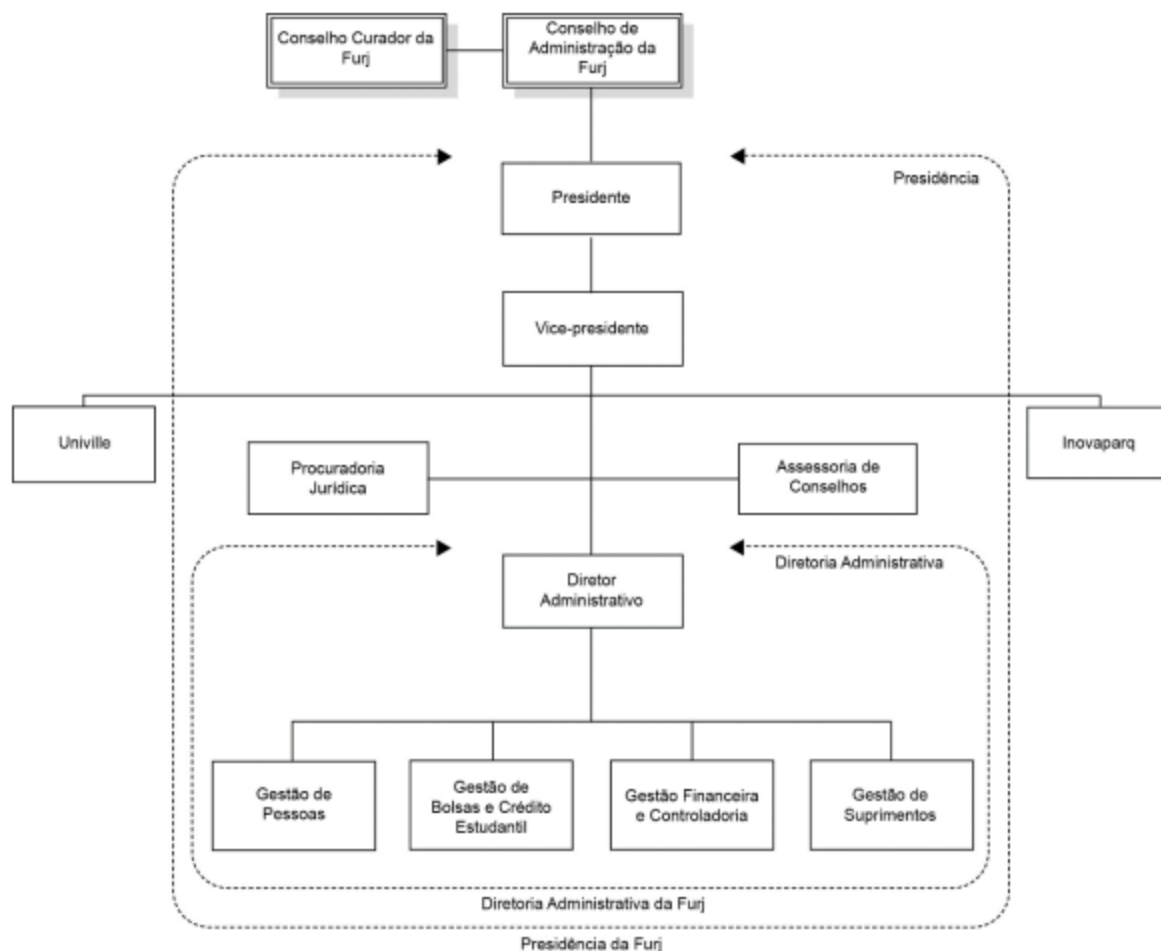 Conselho Curador da
Furj
Conselho de
Administração da
Furj
Presidência
Presidente
Vice-presidente
Univille
Inovaparq
Procuradoria
Jurídica
Assessoria de
Conselhos
Diretoria Administrativa
Diretor
Administrativo
Gestão de
Pessoas
Gestão de
Bolsas e Crédito
Estudantil
Gestão Financeira
e Controladoria
Gestão de
Suprimentos
Diretoria Administrativa da Furj
Presidência da Furj